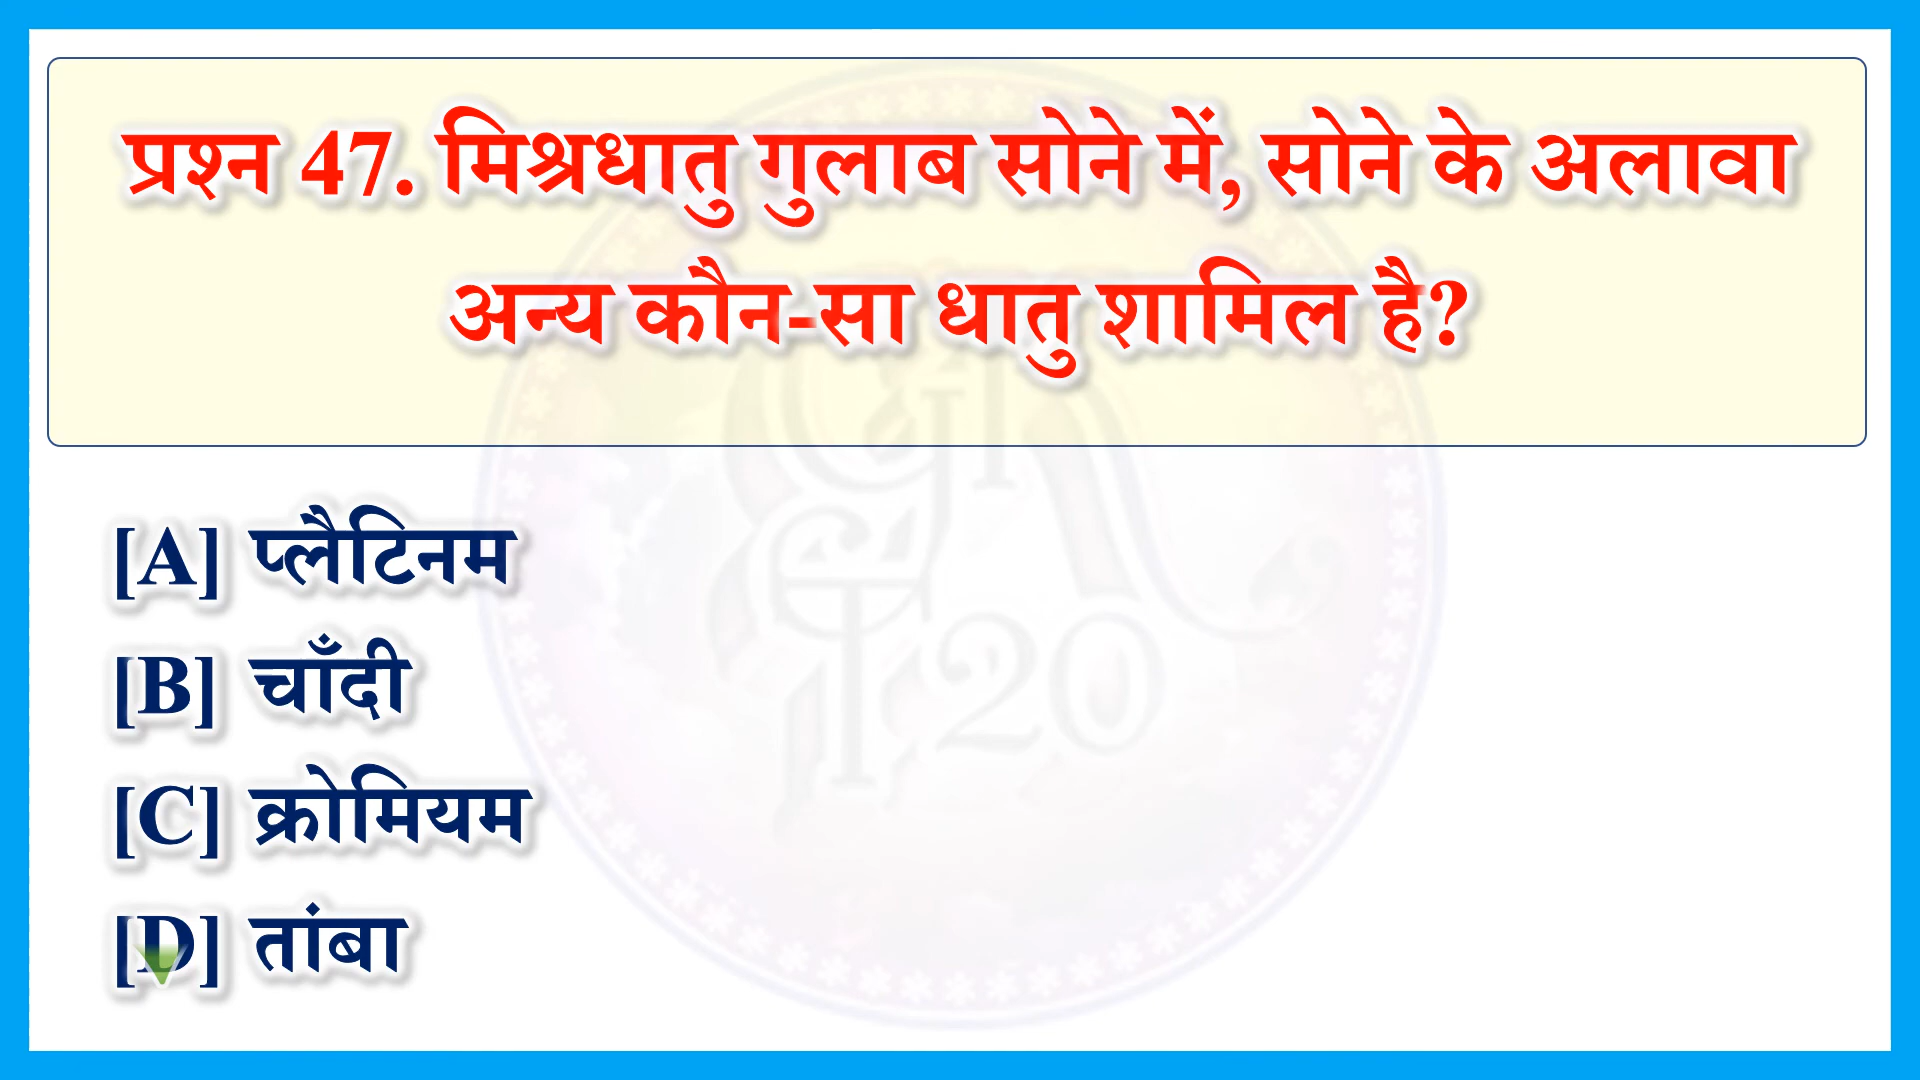 प्रश्न 47. मिश्रधातु गुलाब सोने में, सोने के अलावा
अन्य कौन-सा धातु शामिल है?
[A] प्लैटिनम
[B] चाँदी
[C] क्रोमियम
[D] तांबा